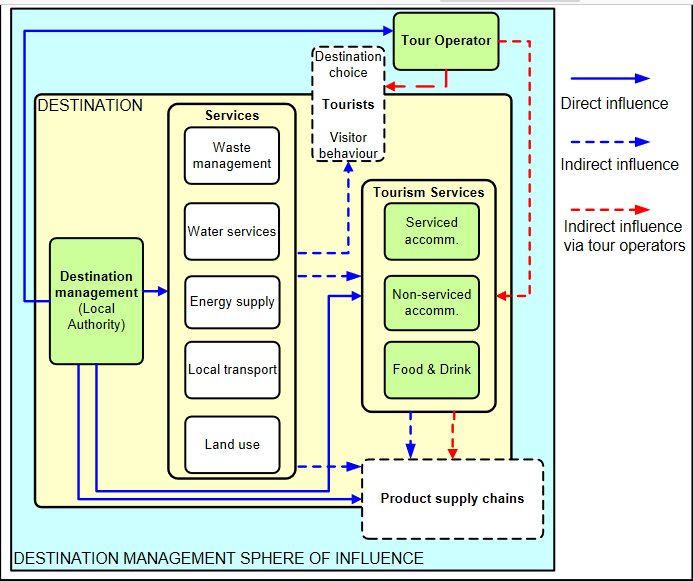 Tour Operator
Destination
choice
Tourists
Visitor
behaviour
DESTINATION
Services
Waste
management
Water services
Energy supply
Local transport
Land use
Destination
management
(Local
Authority)
Tourism Services
Serviced
accomm.
Non-serviced
accomm.
Food & Drink
Product supply chains
DESTINATION MANAGEMENT SPHERE OF INFLUENCE
Direct influence
Indirect influence
Indirect influence
via tour operators